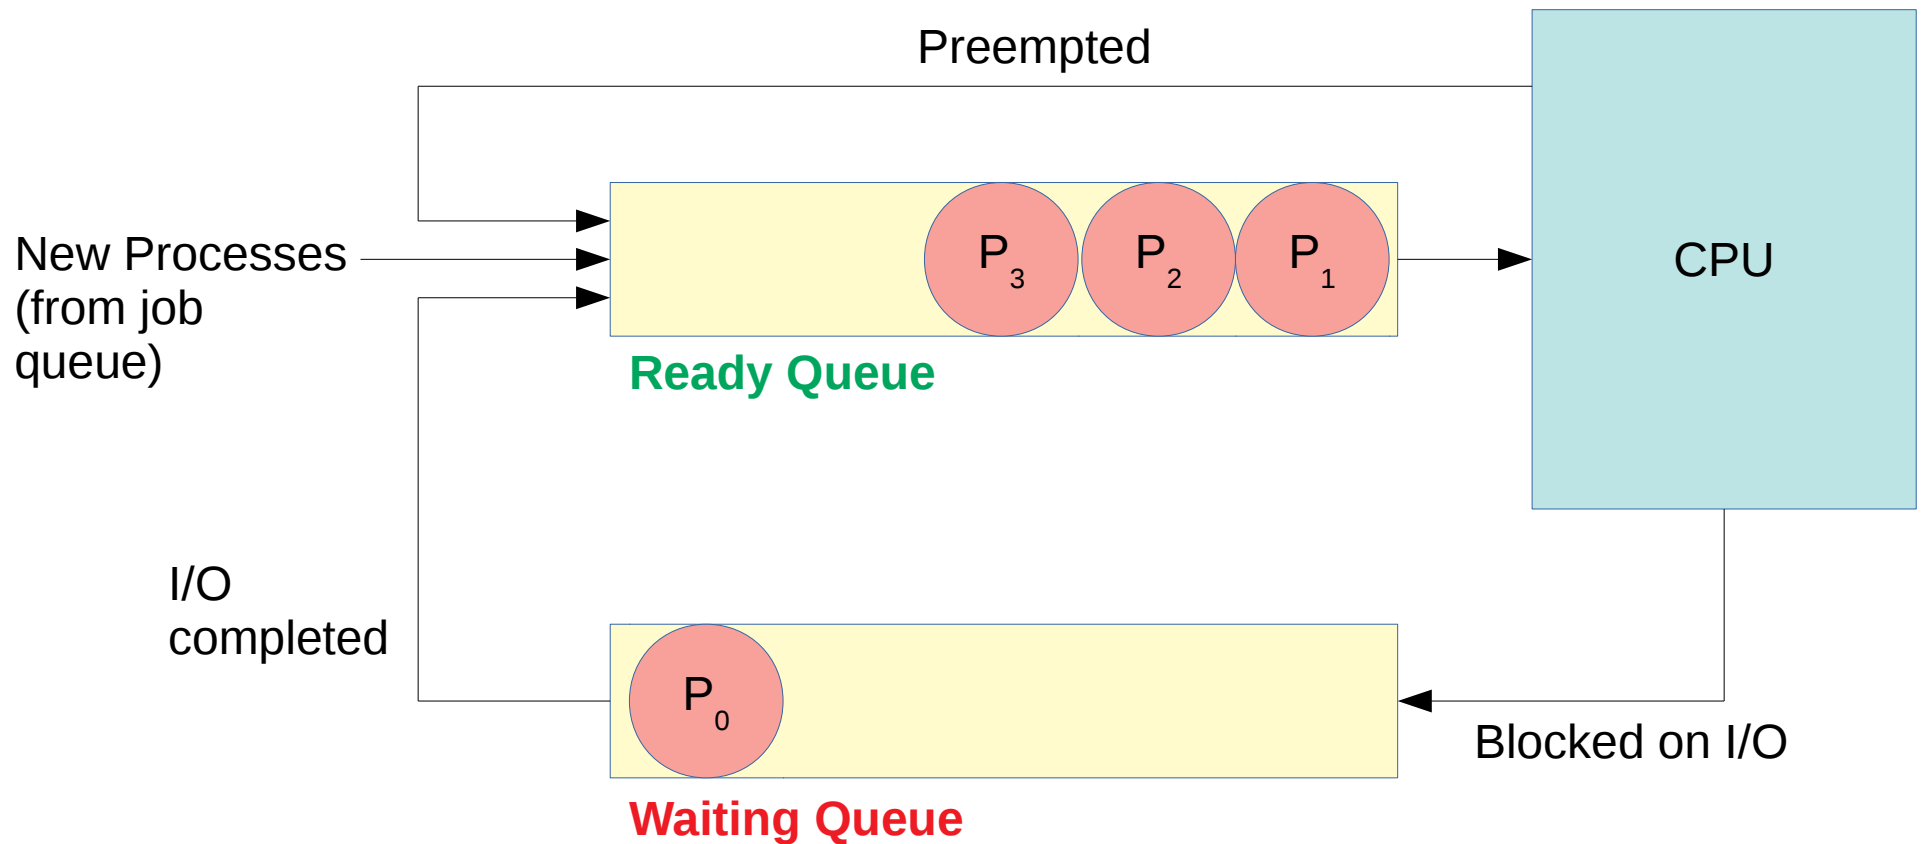 Preempted
New Processes
(from job
queue)
P3
P2
P1
CPU
Ready Queue
I/O
completed
P0
Blocked on I/O
Waiting Queue